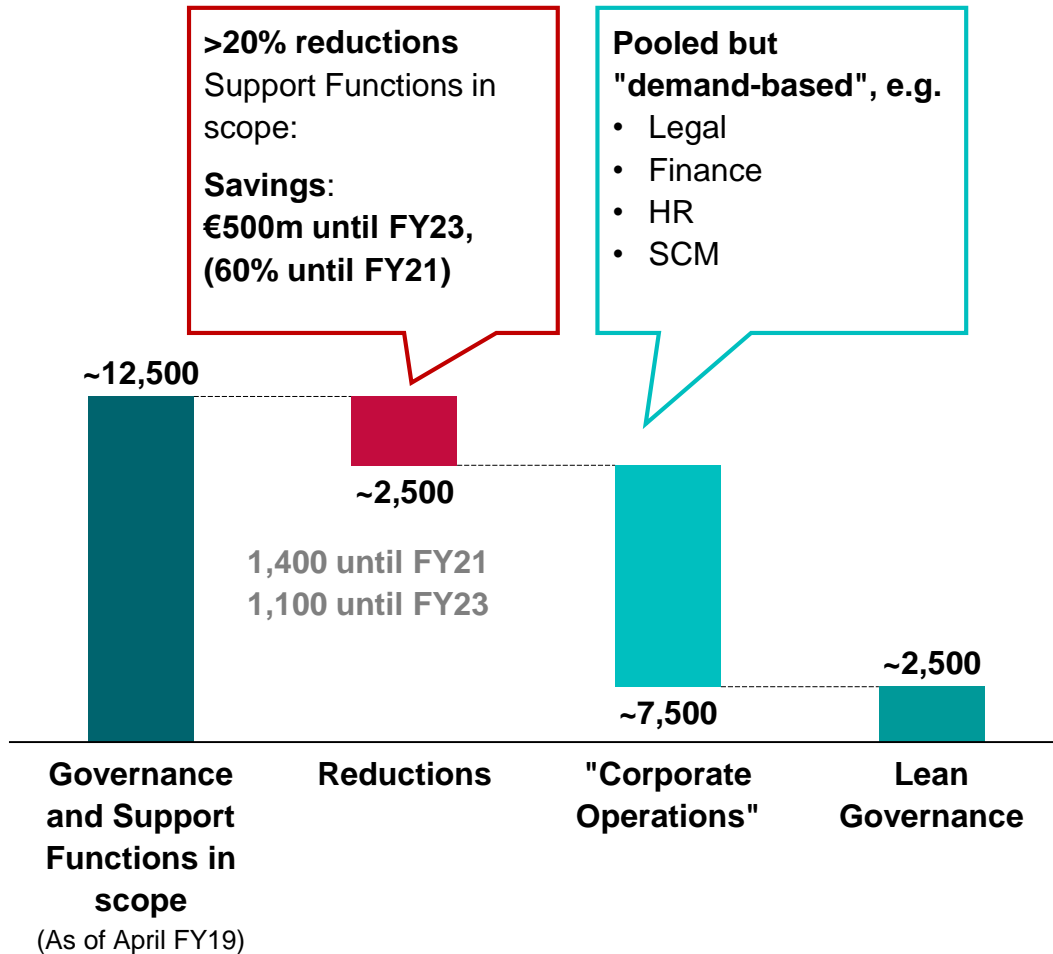 >20% reductions
Support Functions in
scope:
Savings:
€500m until FY23,
(60% until FY21)
Pooled but
"demand-based", e.g.
• Legal
• Finance
• HR
• SCM
~12,500
~2,500
1,400 until FY21
1,100 until FY23
~7,500
~2,500
Governance
and Support
Functions in
scope
(As of April FY19)
Reductions
"Corporate
Operations"
Lean
Governance